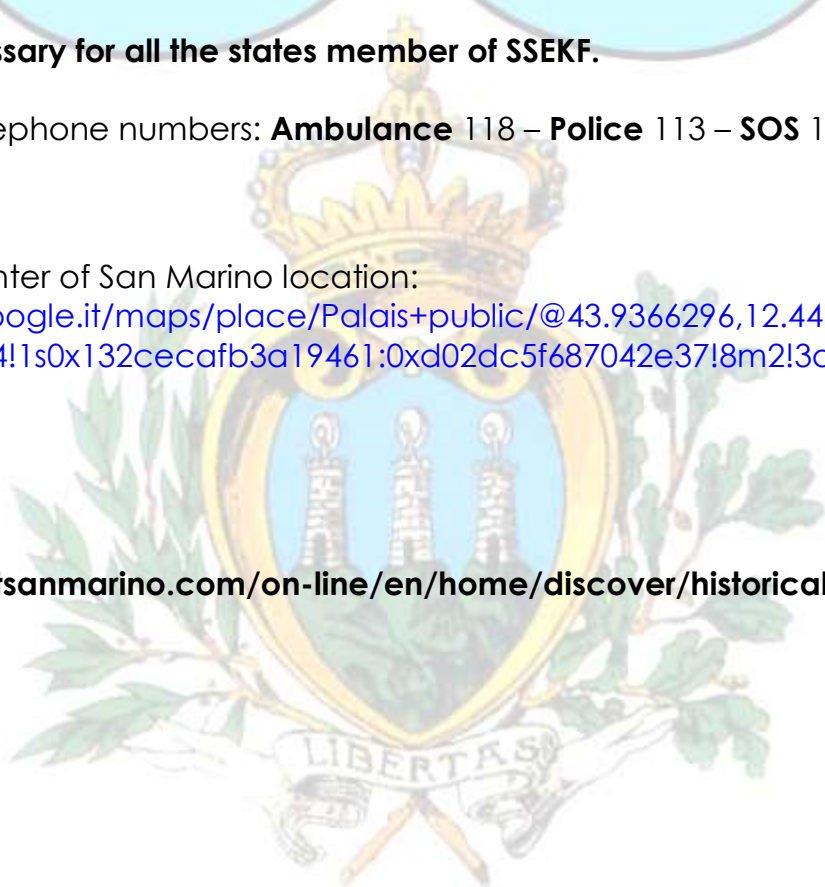 ssary for all the states member of SSEKF.
ephone numbers: Ambulance 118 – Police 113 – SOS 1
nter of San Marino location:
oogle.it/maps/place/Palais+public/@43.9366296,12.44
4!1s0x132cecafb3a19461:0xd02dc5f687042e37!8m2!3d
tsanmarino.com/on-line/en/home/discover/historical
LIBERTAS